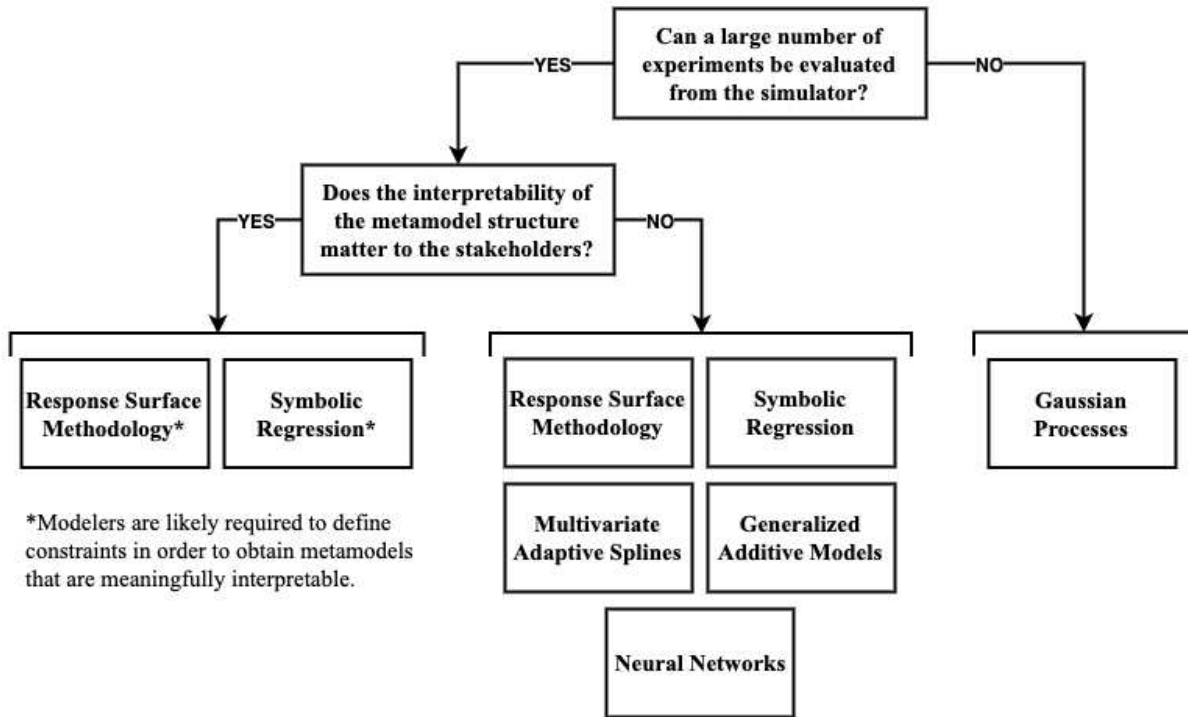 Can a large number of
experiments be evaluated
from the simulator?
YES
NO
Does the interpretability of
the metamodel structure
matter to the stakeholders?
YES
NO
Response Surface
Methodology*
Symbolic
Regression*
*Modelers are likely required to define
constraints in order to obtain metamodels
that are meaningfully interpretable.
Response Surface
Methodology
Symbolic
Regression
Multivariate
Adaptive Splines
Generalized
Additive Models
Neural Networks
Gaussian
Processes